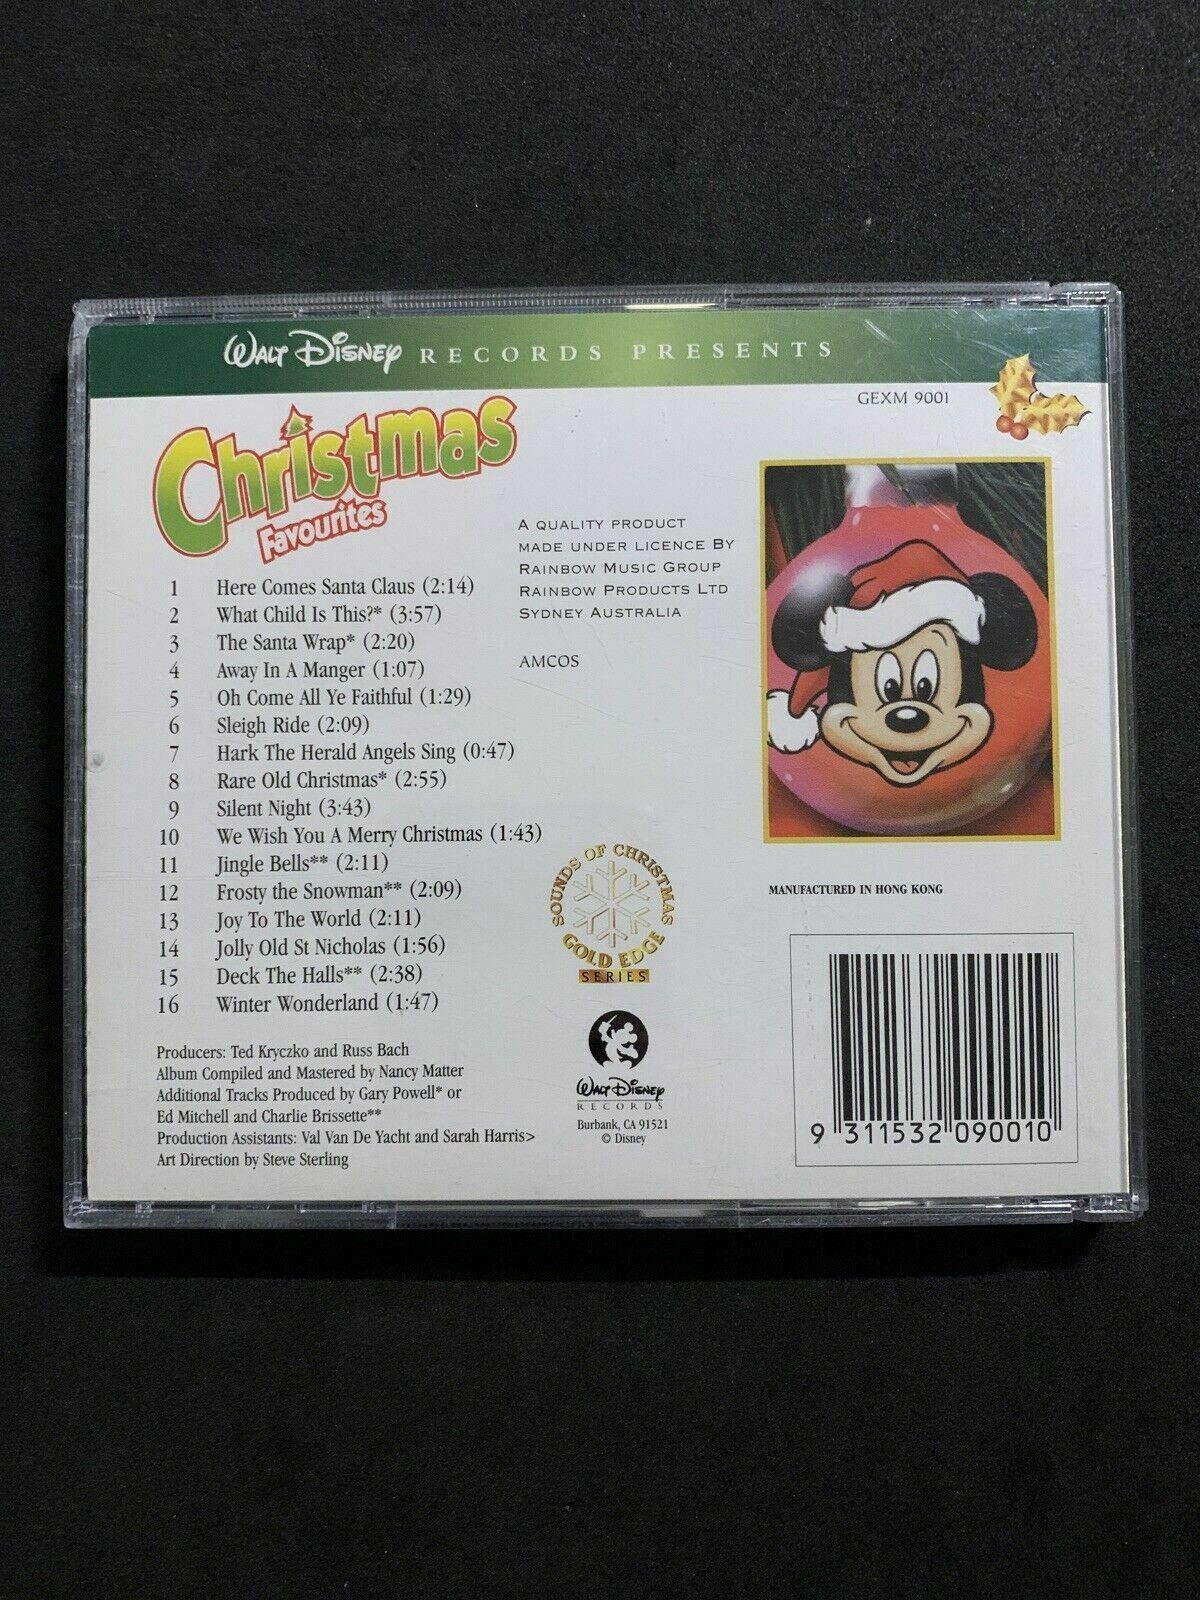 WALT DISNEY RECORDS PRESENTS
GEXM 9001
Christmas
Favourites
A QUALITY PRODUCT
MADE UNDER LICENCE BY
RAINBOW MUSIC GROUP
RAINBOW PRODUCTS LTD
SYDNEY AUSTRALIA
AMCOS
1 Here Comes Santa Claus (2:14)
2 What Child Is This?* (3:57)
3 The Santa Wrap* (2:20)
4 Away In A Manger (1:07)
5 Oh Come All Ye Faithful (1:29)
6 Sleigh Ride (2:09)
7 Hark The Herald Angels Sing (0:47)
8 Rare Old Christmas* (2:55)
9 Silent Night (3:43)
10 We Wish You A Merry Christmas (1:43)
11 Jingle Bells** (2:11)
12 Frosty the Snowman** (2:09)
13 Joy To The World (2:11)
14 Jolly Old St Nicholas (1:56)
15 Deck The Halls** (2:38)
16 Winter Wonderland (1:47)
Producers: Ted Kryczko and Russ Bach
Album Compiled and Mastered by Nancy Matter
Additional Tracks Produced by Gary Powell* or
Ed Mitchell and Charlie Brissette**
Production Assistants: Val Van De Yacht and Sarah Harris>
Art Direction by Steve Sterling
SOUNDS OF CHRISTMAS
GOLD EDGE
SERIES
WALT DISNEY
RECORDS
Burbank, CA 91521
© Disney
MANUFACTURED IN HONG KONG
9 311532 090010